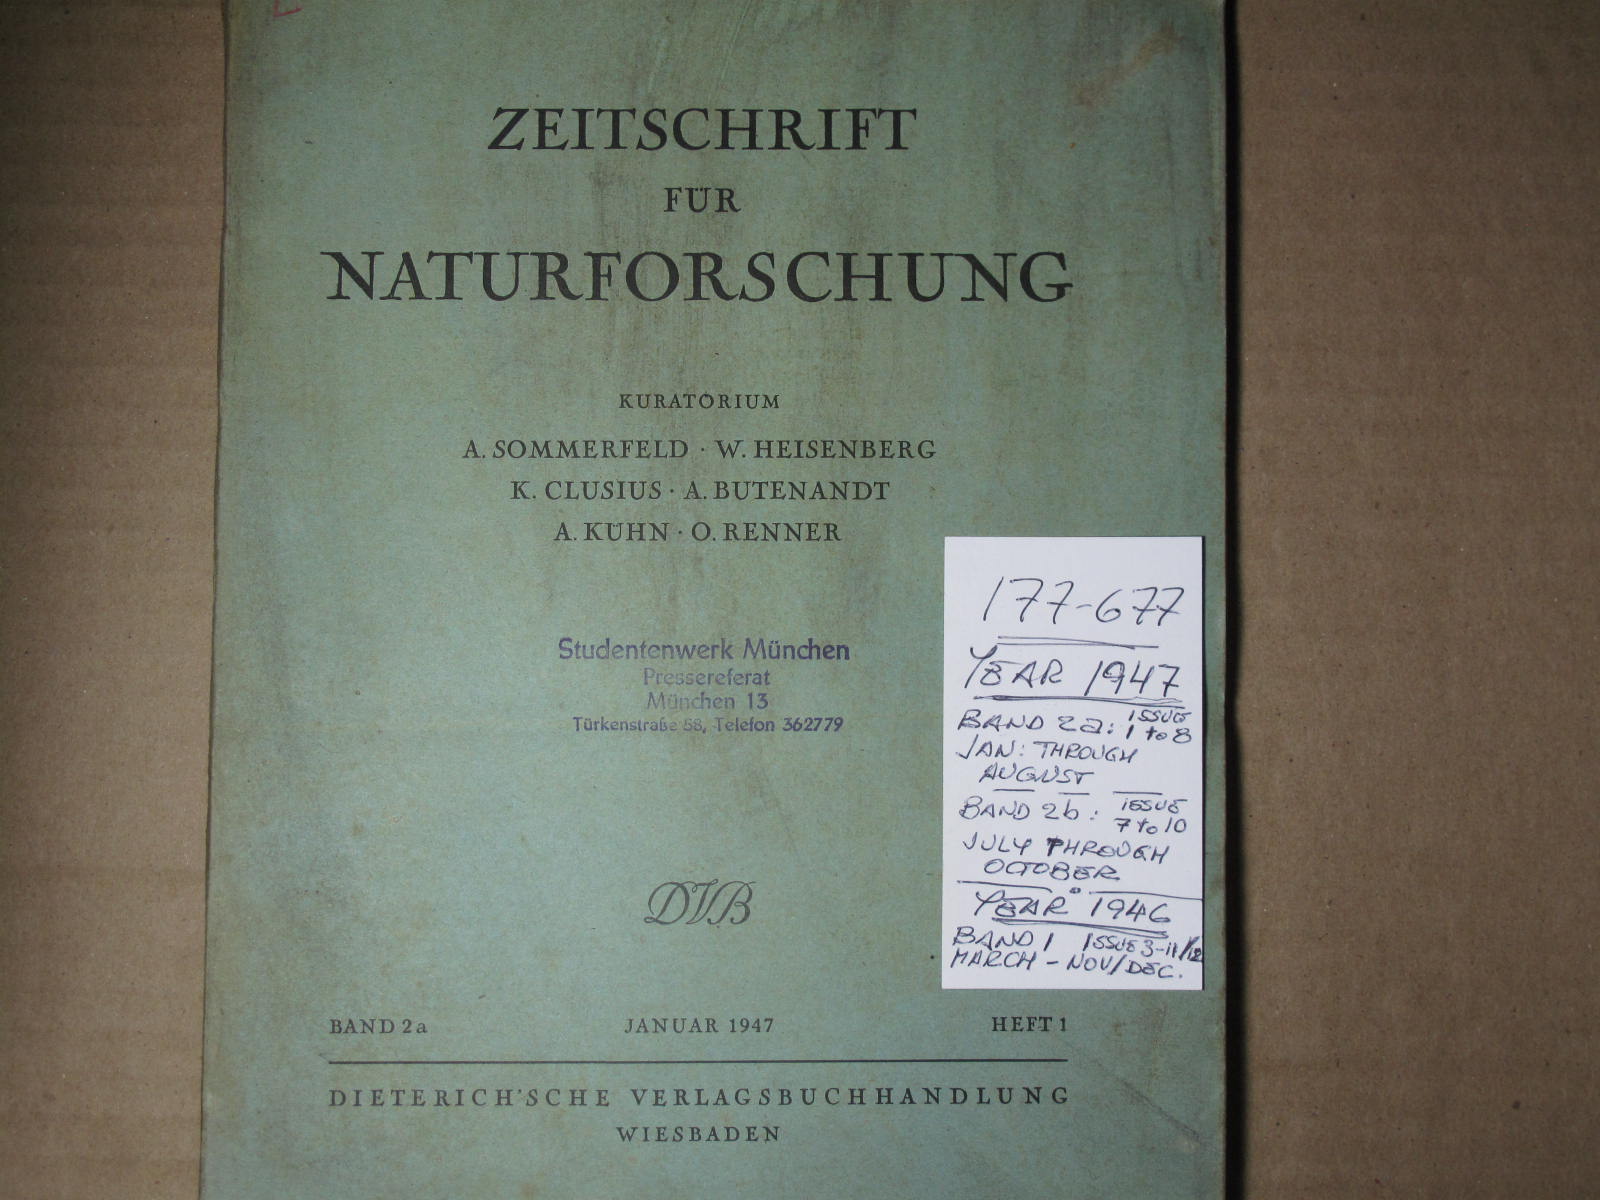 ZEITSCHRIFT
FÜR
NATURFORSCHUNG
KURATORIUM
A. SOMMERFELD · W. HEISENBERG
K. CLUSIUS · A. BUTENANDT
A. KÜHN · O. RENNER
Studentenwerk München
Pressereferat
München 13
Türkenstraße 58, Telefon 362779
DVB
BAND 2a JANUAR 1947 HEFT 1
DIETERICH'SCHE VERLAGSBUCHHANDLUNG
WIESBADEN
177-677
YEAR 1947
BAND 2a: ISSUE
1 to 8
JAN: THROUGH
AUGUST
BAND 2b: ISSUE
7 to 10
JULY THROUGH
OCTOBER
YEAR 1946
BAND 1 ISSUE 3-11/12
MARCH - NOV/DEC.